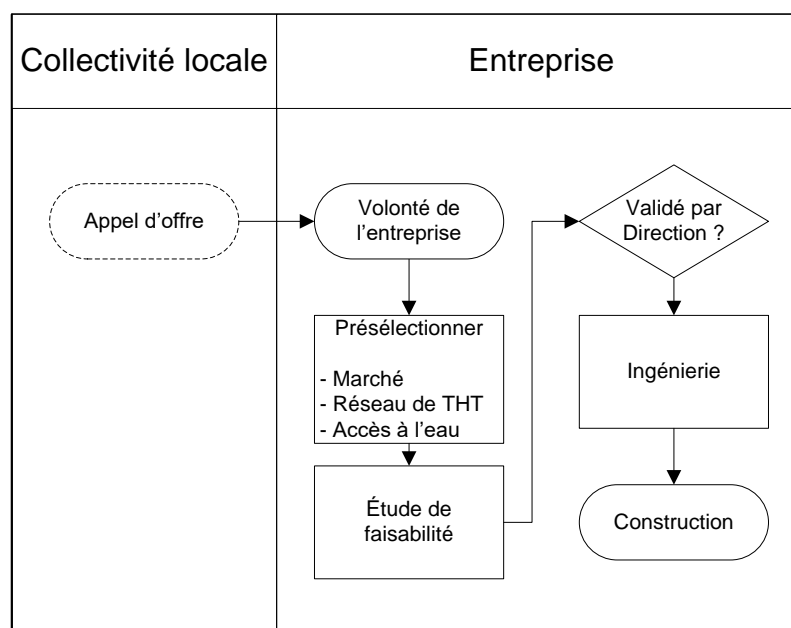 Collectivité locale
Entreprise
Appel d’offre
Volonté de
l’entreprise
Présélectionner
- Marché
- Réseau de THT
- Accès à l’eau
Étude de
faisabilité
Validé par
Direction ?
Ingénierie
Construction